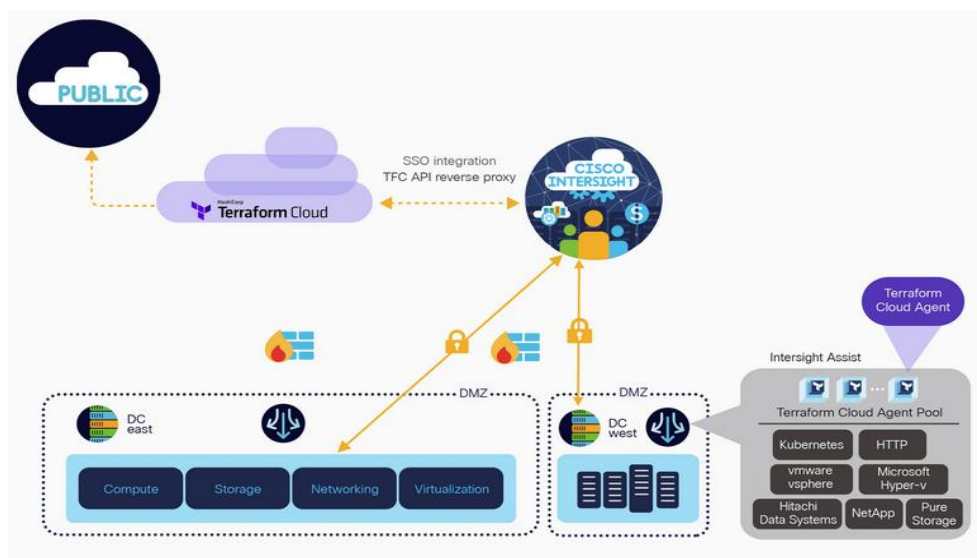 PUBLIC
SSO integration
TFC API reverse proxy
HashiCorp
Terraform Cloud
CISCO
INTERSIGHT
$
Terraform
Cloud Agent
Intersight Assist
DMZ
DMZ
DC
east
DC
west
Terraform Cloud Agent Pool
Kubernetes
HTTP
vmware
vsphere
Microsoft
Hyper-v
Hitachi
Data Systems
NetApp
Pure
Storage
Compute
Storage
Networking
Virtualization